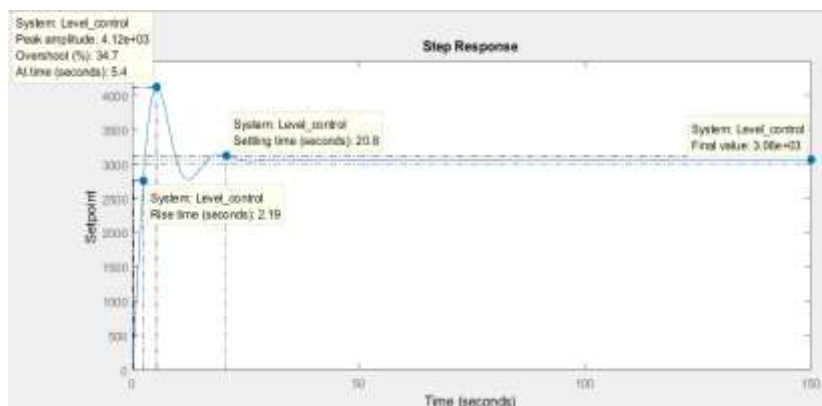 System: Level_control
Peak amplitude: 4.12e+03
Overshoot (%): 34.7
At time (seconds): 5.4
Step Response
System: Level_control
Settling time (seconds): 20.8
System: Level_control
Final value: 3.06e+03
System: Level_control
Rise time (seconds): 2.19
Setpoint
4000
3500
3000
2500
2000
1500
1000
500
0
0
50
100
150
Time (seconds)